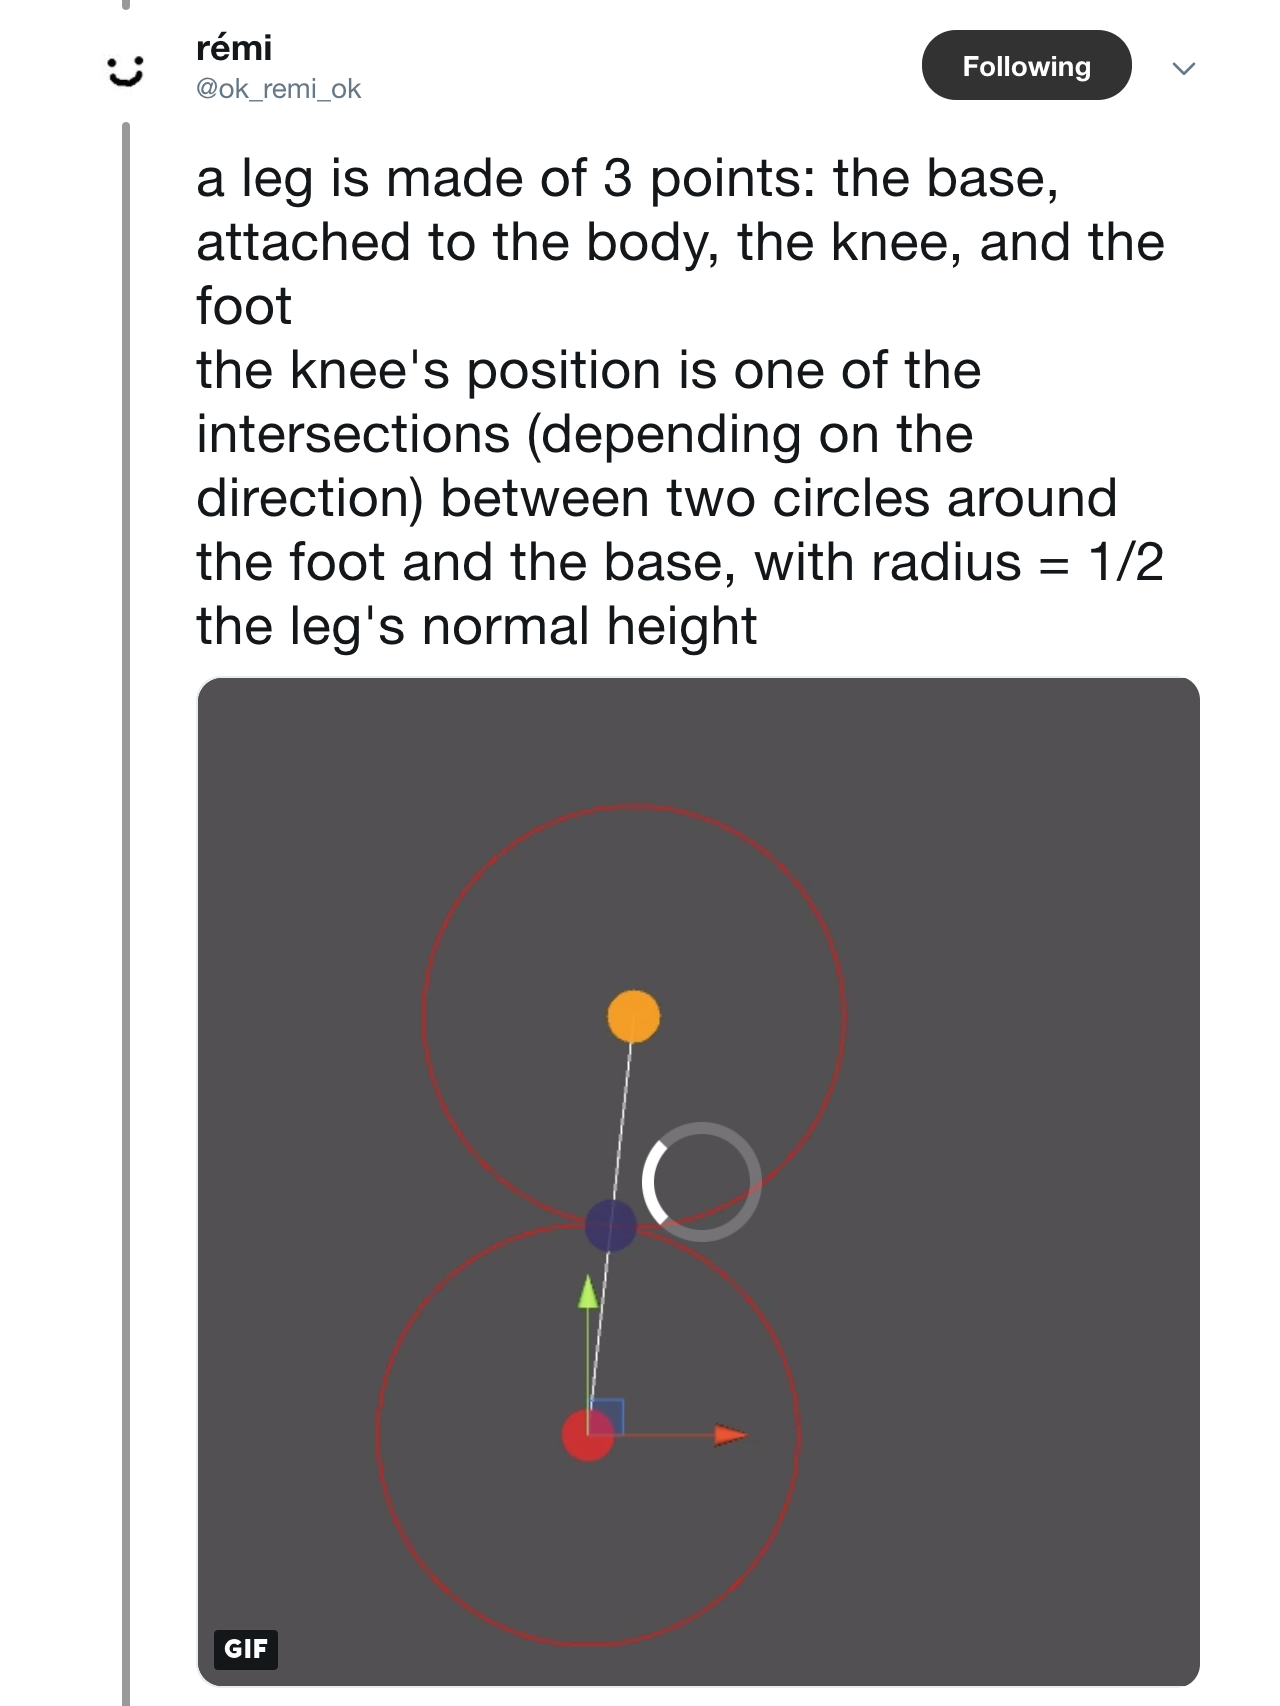 rémi
@ok_remi_ok
Following
a leg is made of 3 points: the base,
attached to the body, the knee, and the
foot
the knee's position is one of the
intersections (depending on the
direction) between two circles around
the foot and the base, with radius = 1/2
the leg's normal height
GIF